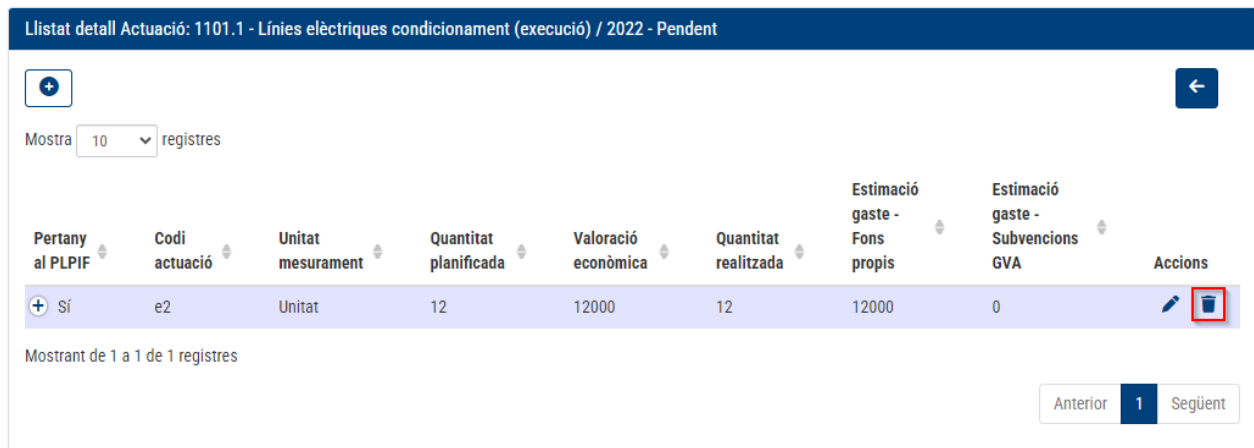 Llistat detall Actuació: 1101.1 - Línies elèctriques condicionament (execució) / 2022 - Pendent
Mostra 10 registres
Pertany al PLPIF
Codi actuació
Unitat mesurament
Quantitat planificada
Valoració econòmica
Quantitat realitzada
Estimació gaste - Fons propis
Estimació gaste - Subvencions GVA
Accions
Sí e2 Unitat 12 12000 12 12000 0
Mostrant de 1 a 1 de 1 registres
Anterior 1 Següent